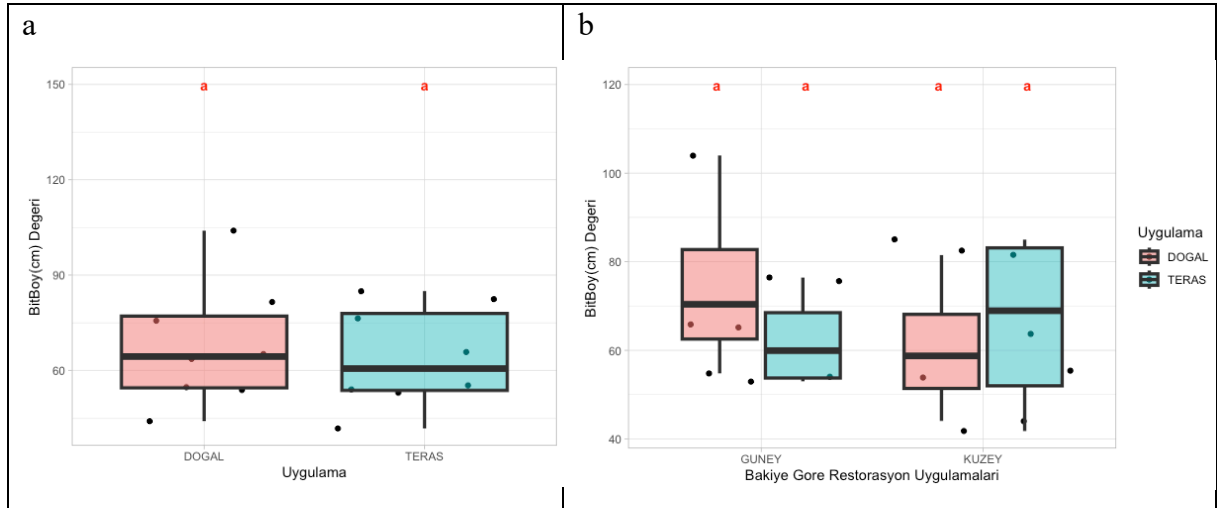 a
BitBoy(cm) Degeri
150
120
90
60
a a
DOGAL TERAS
Uygulama
b
BitBoy(cm) Degeri
120
100
80
60
40
a a a a
GUNEY KUZEY
Bakiye Gore Restorasyon Uygulamalari
Uygulama
DOGAL
TERAS